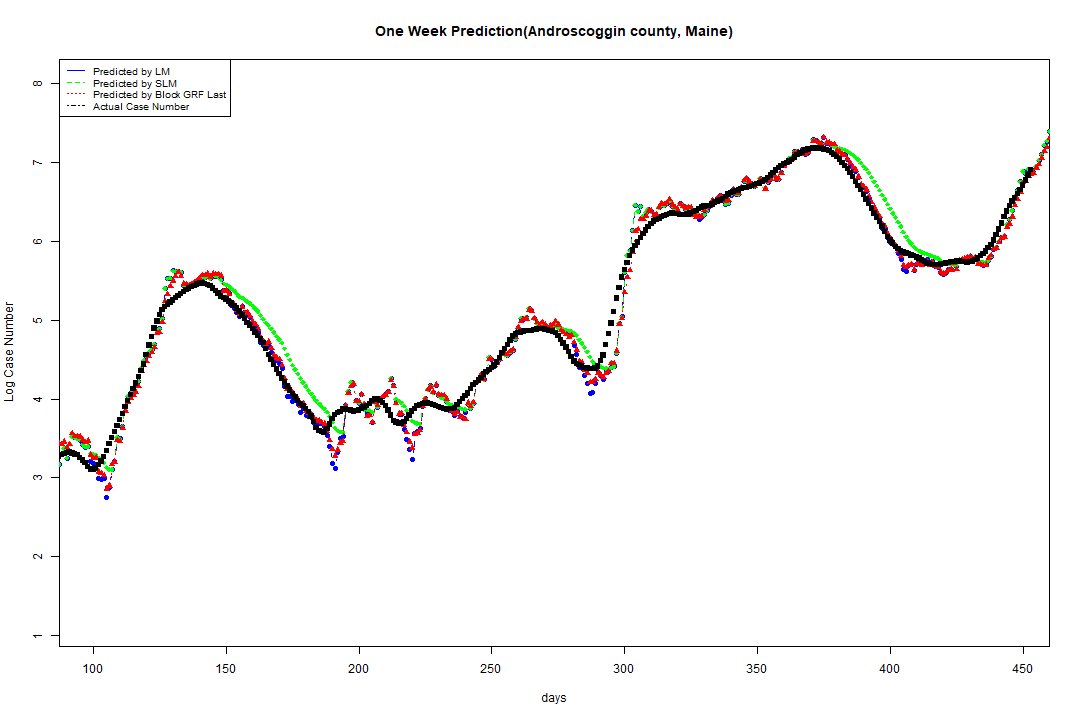 One Week Prediction(Androscoggin county, Maine)
Predicted by LM
Predicted by SLM
Predicted by Block GRF Last
Actual Case Number
8
7
6
5
4
3
2
1
Log Case Number
100 150 200 250 300 350 400 450
days